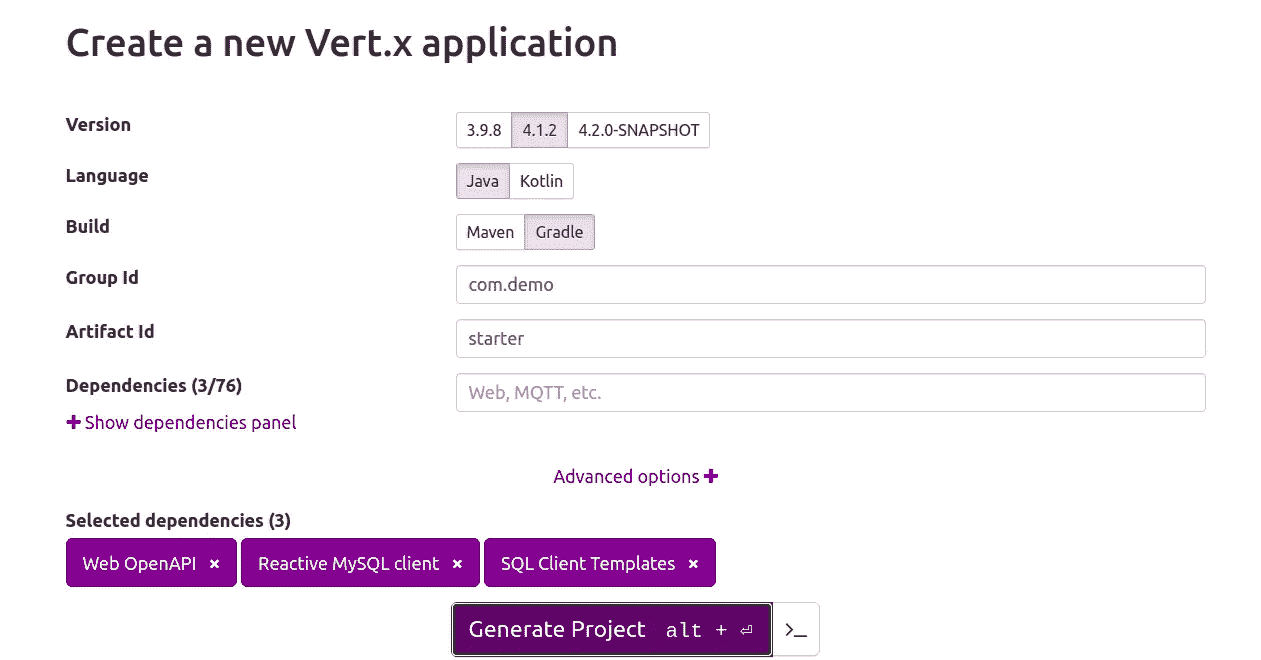 Create a new Vert.x application
Version
3.9.8 4.1.2 4.2.0-SNAPSHOT
Language
Java Kotlin
Build
Maven Gradle
Group Id
com.demo
Artifact Id
starter
Dependencies (3/76)
Web, MQTT, etc.
+ Show dependencies panel
Advanced options +
Selected dependencies (3)
Web OpenAPI × Reactive MySQL client × SQL Client Templates ×
Generate Project alt + ⏎ >_